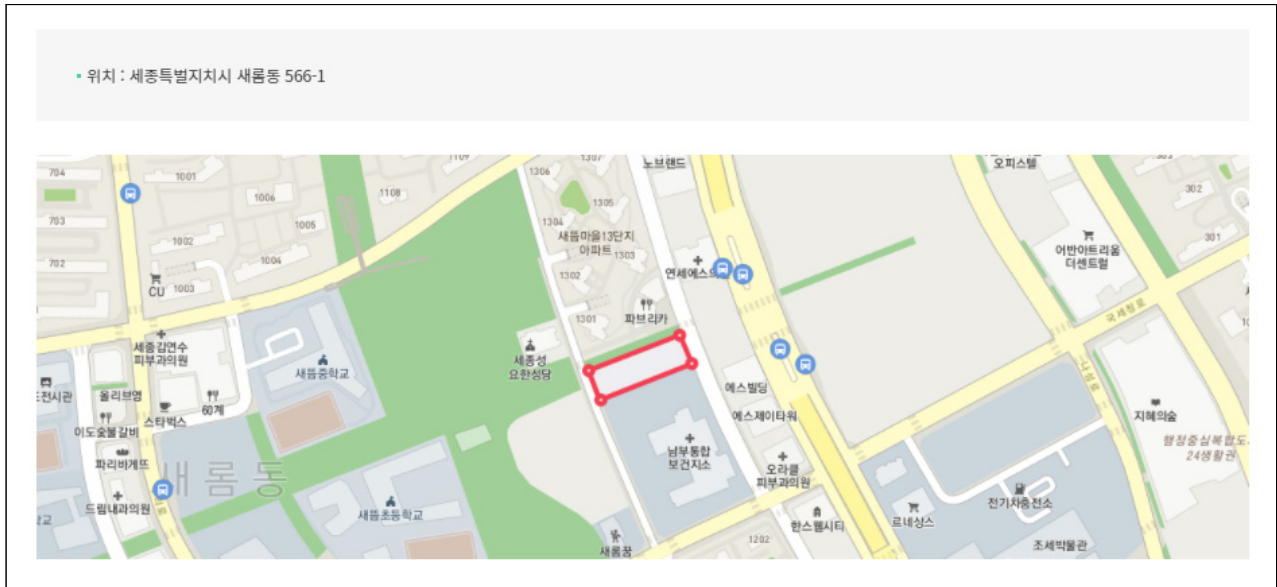 위치 : 세종특별자치시 새롬동 566-1
704
1001
1006
1108
1109
1306
1307
노브랜드
오피스텔
302
703
1005
1305
1304
새뜸마을13단지
아파트
1303
301
702
1002
1004
1302
연세에스의
어반아트리움
더센트럴
CU
1003
1301
파브리카
국세청로
세종김연수
피부과의원
새뜸중학교
세종성
요한성당
나성로
도전시관
올리브영
60계
에스빌딩
스타벅스
에스제이타워
지혜의숲
이도숯불갈비
파리바게뜨
남부통합
보건지소
행정중심복합도
24생활권
새롬동
오라클
피부과의원
드림내과의원
새뜸초등학교
전기차충전소
한스웰시티
르네상스
새롬꿈
1202
조세박물관